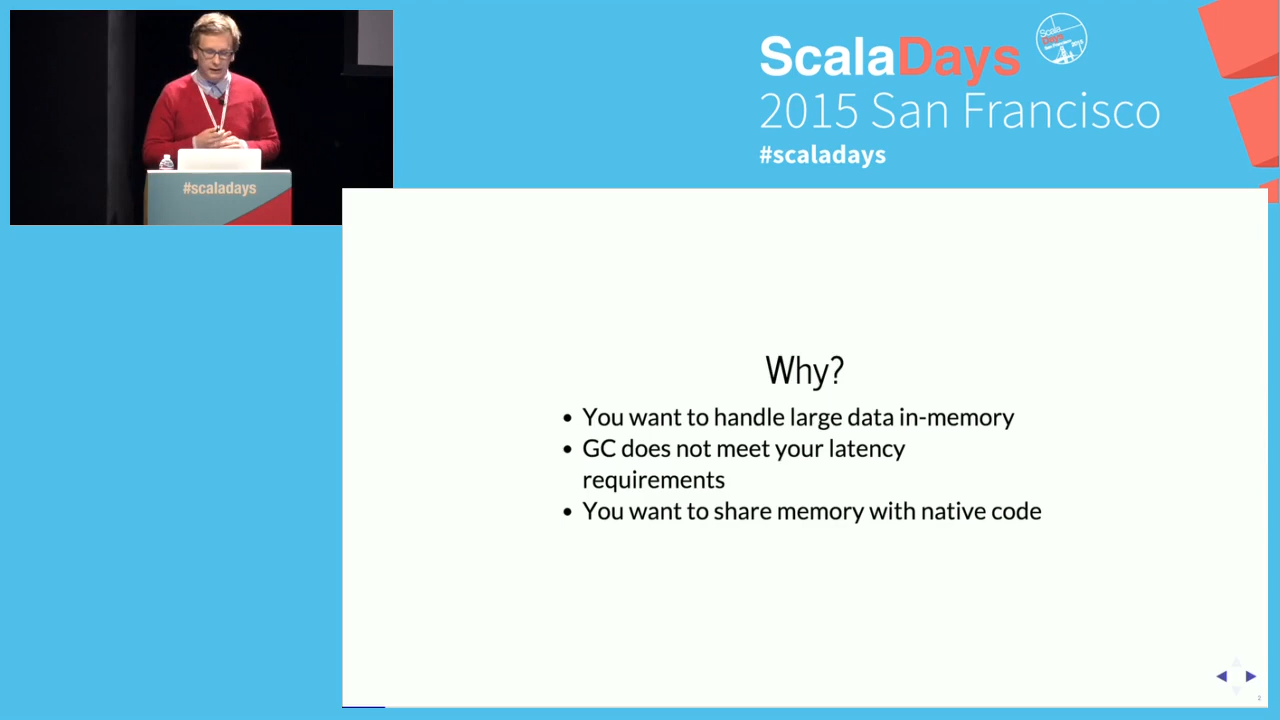 ScalaDays
2015 San Francisco
#scaladays
#scaladays
Why?
• You want to handle large data in-memory
• GC does not meet your latency
requirements
• You want to share memory with native code
2